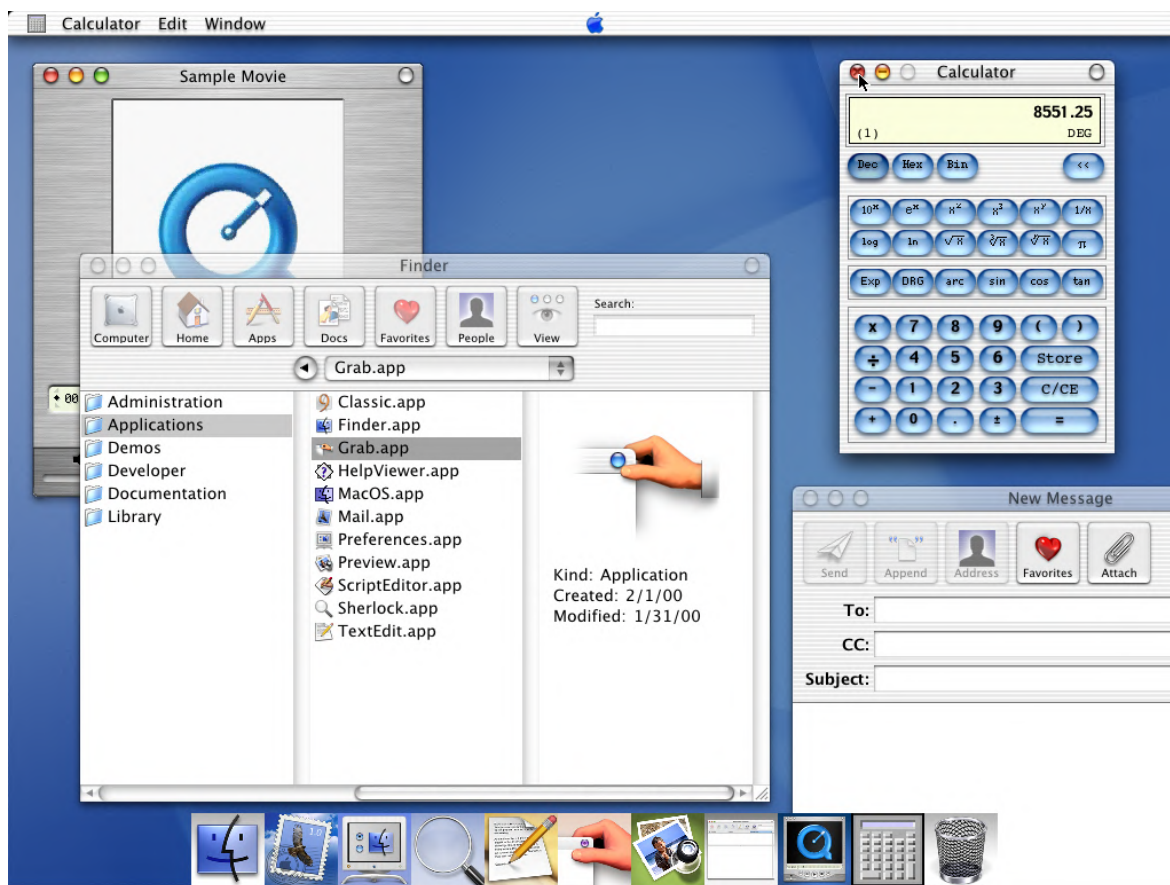 Calculator Edit Window
Sample Movie
Calculator
8551.25
(1) DEG
Dec Hex Bin <<
10ˣ eˣ x² x³ xʸ 1/x
log ln √x ∛x ʸ√x π
Exp DRG arc sin cos tan
x 7 8 9 ( )
÷ 4 5 6 Store
- 1 2 3 C/CE
+ 0 . ± =
Finder
Computer Home Apps Docs Favorites People View
Search:
Grab.app
00
Administration
Applications
Demos
Developer
Documentation
Library
Classic.app
Finder.app
Grab.app
HelpViewer.app
MacOS.app
Mail.app
Preferences.app
Preview.app
ScriptEditor.app
Sherlock.app
TextEdit.app
Kind: Application
Created: 2/1/00
Modified: 1/31/00
New Message
Send Append Address Favorites Attach
To:
CC:
Subject:
1.0